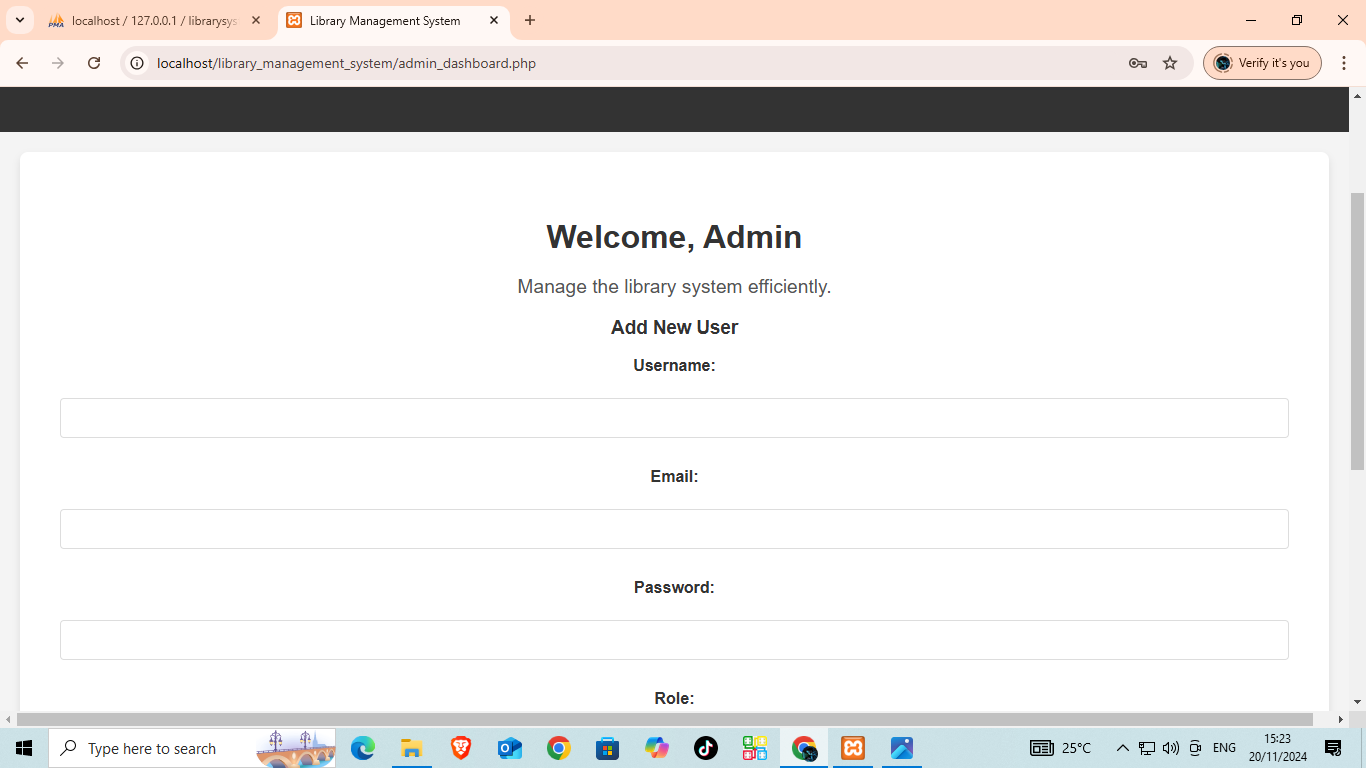 localhost / 127.0.0.1 / librarysys
Library Management System
localhost/library_management_system/admin_dashboard.php
Verify it's you
Welcome, Admin
Manage the library system efficiently.
Add New User
Username:
Email:
Password:
Role:
Type here to search
25°C
ENG
15:23
20/11/2024